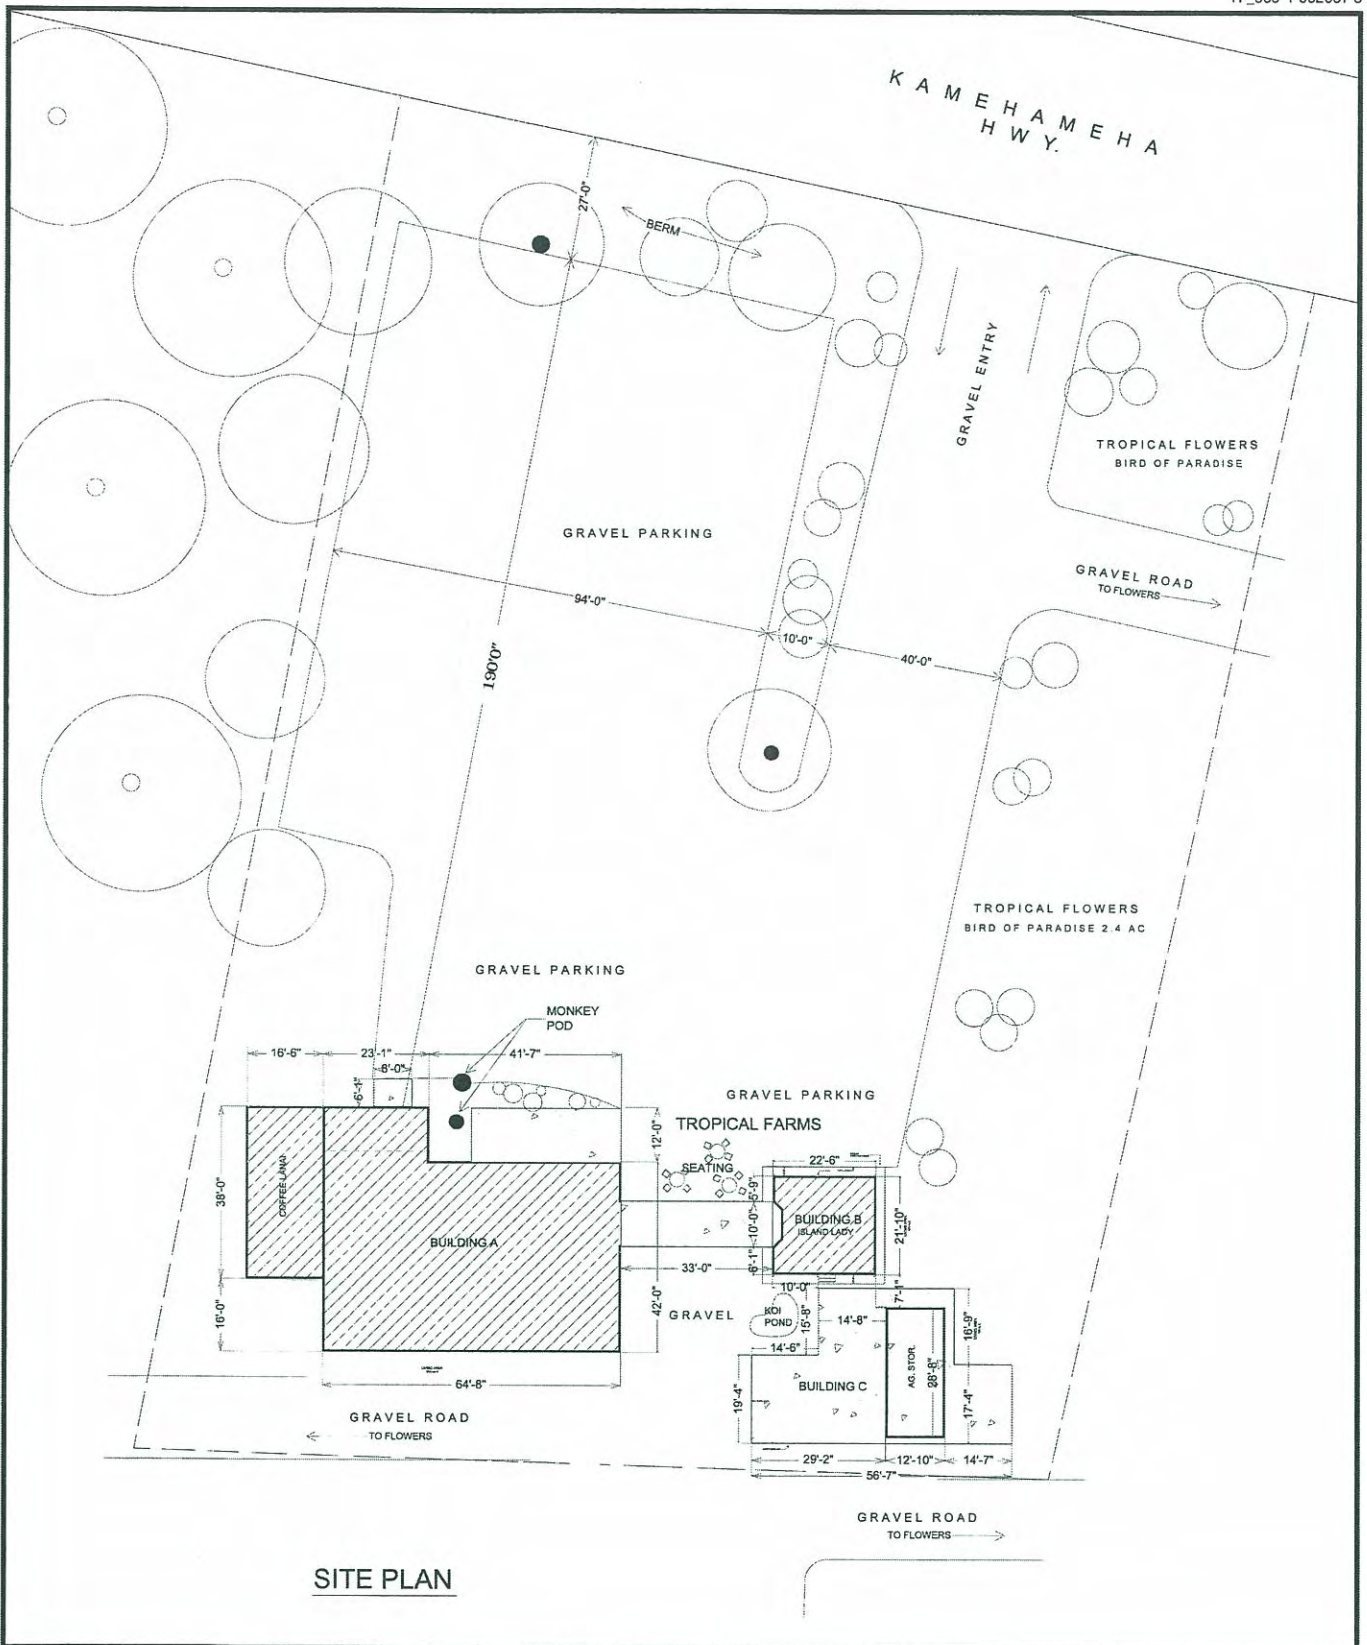 KAMEHAMEHA
HWY.
27'-0"
BERM
GRAVEL ENTRY
TROPICAL FLOWERS
BIRD OF PARADISE
GRAVEL PARKING
GRAVEL ROAD
TO FLOWERS
94'-0"
10'-0"
40'-0"
190'0"
TROPICAL FLOWERS
BIRD OF PARADISE 2.4 AC
GRAVEL PARKING
MONKEY
POD
16'-6"
23'-1"
41'-7"
6'-1"
GRAVEL PARKING
TROPICAL FARMS
12'-0"
SEATING
22'-6"
38'-0"
COFFEE LANAI
BUILDING A
5'-9"
10'-0"
6'-1"
BUILDING B
ISLAND LADY
21'-10"
33'-0"
10'-0"
7'-1"
16'-0"
42'-0"
GRAVEL
KOI
POND
15'-8"
14'-8"
16'-9"
14'-6"
AG. STOR.
28'-8"
64'-8"
19'-4"
BUILDING C
17'-4"
GRAVEL ROAD
TO FLOWERS
29'-2"
12'-10"
14'-7"
56'-7"
GRAVEL ROAD
TO FLOWERS
SITE PLAN